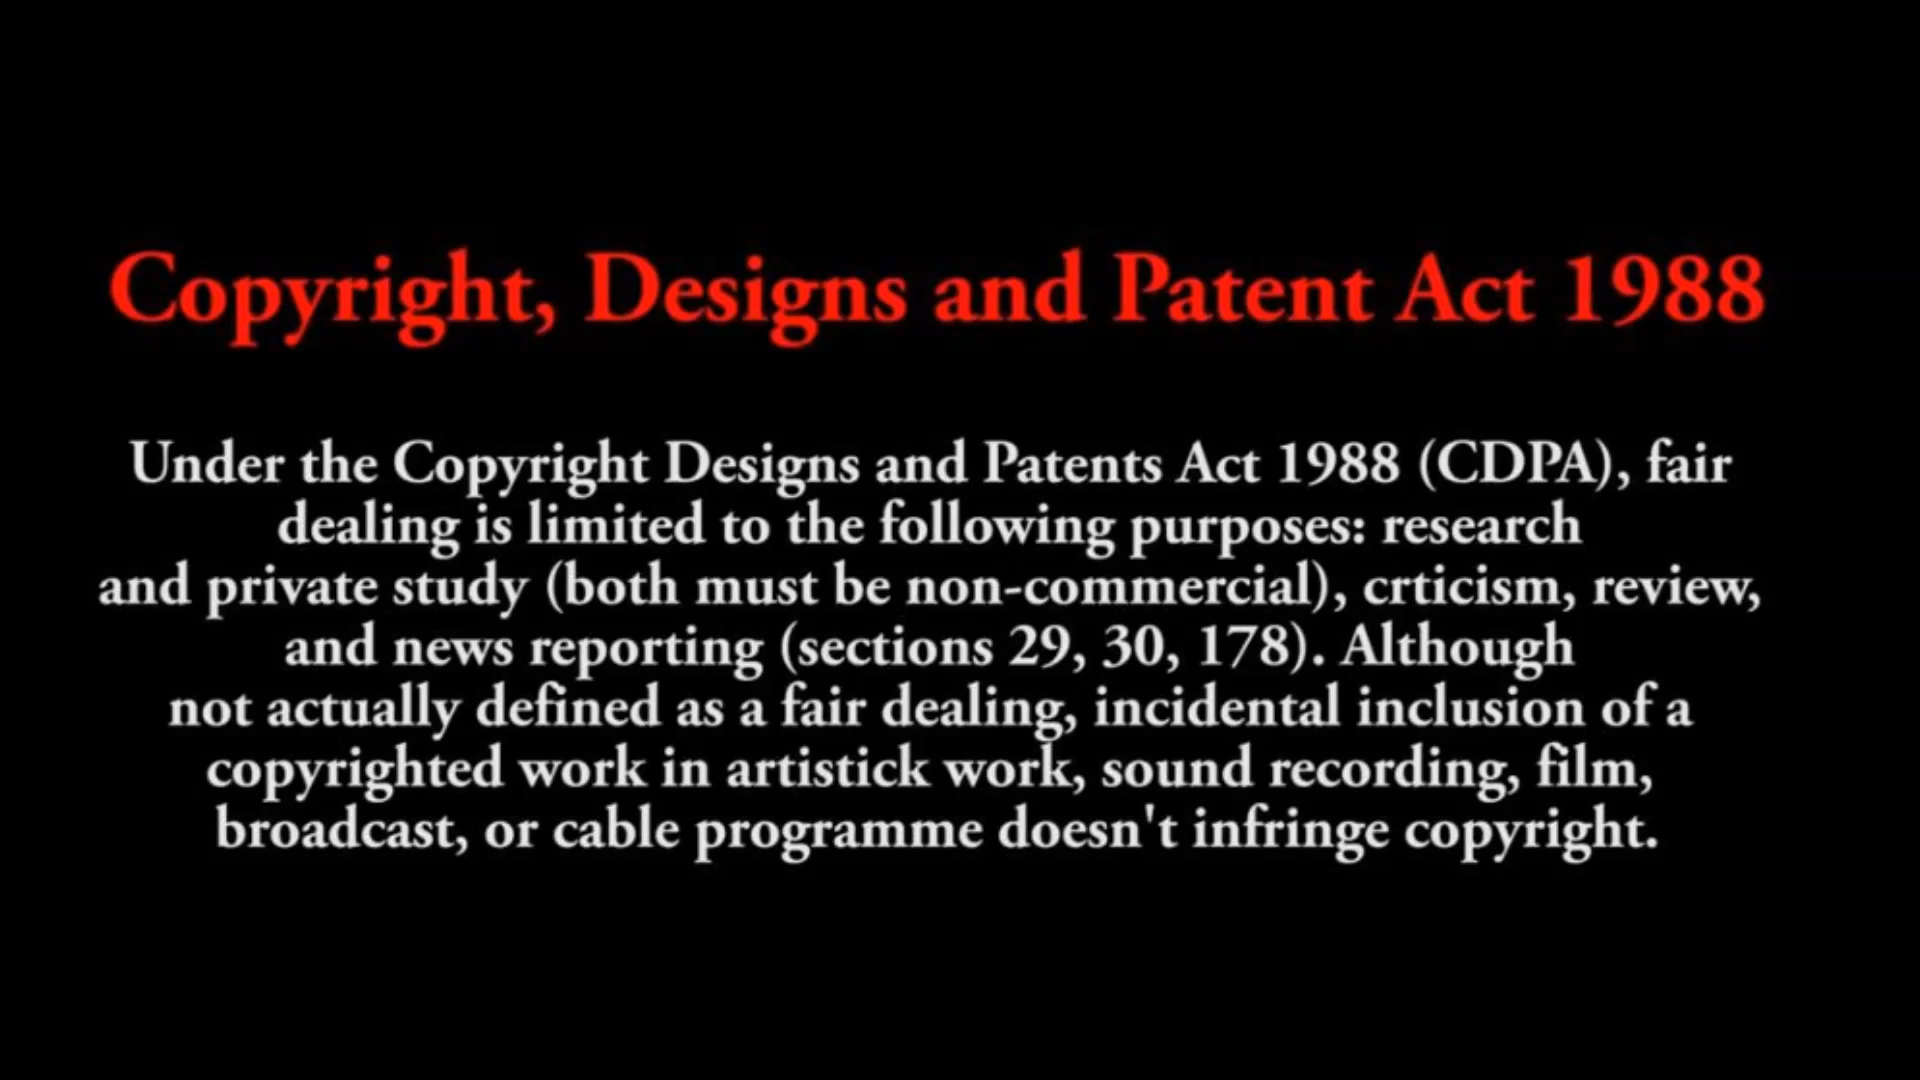 Copyright, Designs and Patent Act 1988
Under the Copyright Designs and Patents Act 1988 (CDPA), fair
dealing is limited to the following purposes: research
and private study (both must be non-commercial), crticism, review,
and news reporting (sections 29, 30, 178). Although
not actually defined as a fair dealing, incidental inclusion of a
copyrighted work in artistick work, sound recording, film,
broadcast, or cable programme doesn't infringe copyright.